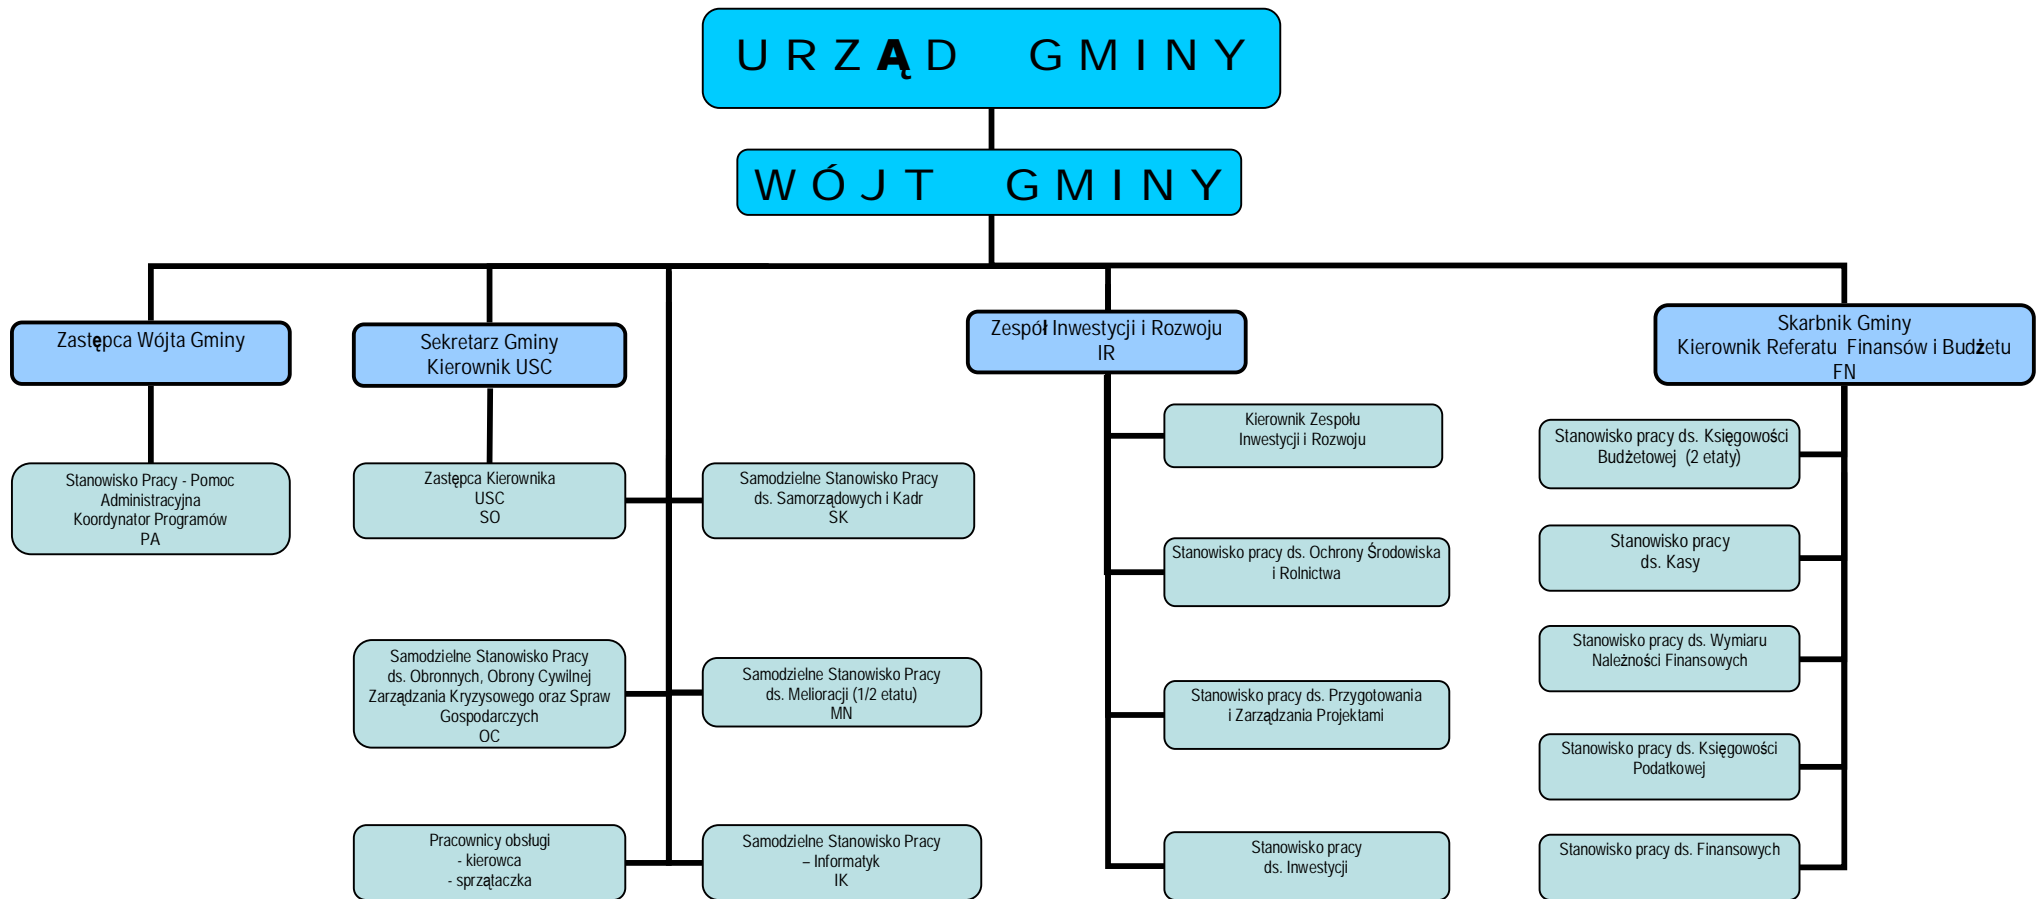 URZĄD GMINY
WÓJT GMINY
Zastępca Wójta Gminy
Sekretarz Gminy
Kierownik USC
Zespół Inwestycji i Rozwoju
IR
Skarbnik Gminy
Kierownik Referatu Finansów i Budżetu
FN
Stanowisko Pracy - Pomoc
Administracyjna
Koordynator Programów
PA
Zastępca Kierownika
USC
SO
Samodzielne Stanowisko Pracy
ds. Obronnych, Obrony Cywilnej
Zarządzania Kryzysowego oraz Spraw
Gospodarczych
OC
Pracownicy obsługi
- kierowca
- sprzątaczka
Samodzielne Stanowisko Pracy
ds. Samorządowych i Kadr
SK
Samodzielne Stanowisko Pracy
ds. Melioracji (1/2 etatu)
MN
Samodzielne Stanowisko Pracy
– Informatyk
IK
Kierownik Zespołu
Inwestycji i Rozwoju
Stanowisko pracy ds. Ochrony Środowiska
i Rolnictwa
Stanowisko pracy ds. Przygotowania
i Zarządzania Projektami
Stanowisko pracy
ds. Inwestycji
Stanowisko pracy ds. Księgowości
Budżetowej (2 etaty)
Stanowisko pracy
ds. Kasy
Stanowisko pracy ds. Wymiaru
Należności Finansowych
Stanowisko pracy ds. Księgowości
Podatkowej
Stanowisko pracy ds. Finansowych